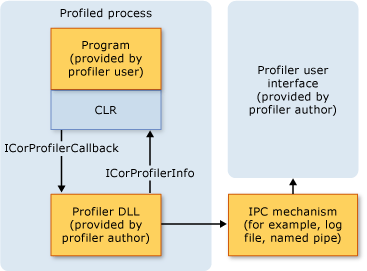 Profiled process
Program
(provided by
profiler user)
CLR
ICorProfilerCallback
ICorProfilerInfo
Profiler DLL
(provided by
profiler author)
Profiler user
interface
(provided by
profiler author)
IPC mechanism
(for example, log
file, named pipe)